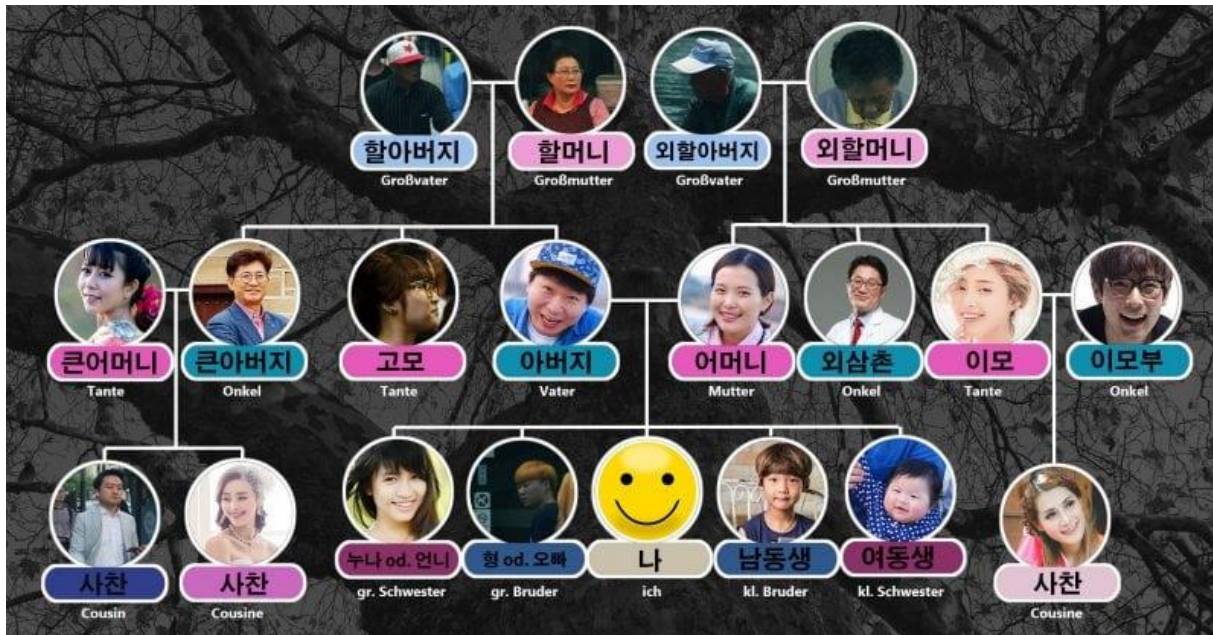 할아버지
할머니
외할아버지
외할머니
Großvater
Großmutter
Großvater
Großmutter
큰어머니
큰아버지
고모
아버지
어머니
외삼촌
이모
이모부
Tante
Onkel
Tante
Vater
Mutter
Onkel
Tante
Onkel
누나 od. 언니
형 od. 오빠
나
남동생
여동생
gr. Schwester
gr. Bruder
ich
kl. Bruder
kl. Schwester
사찬
사찬
사찬
Cousin
Cousine
Cousine